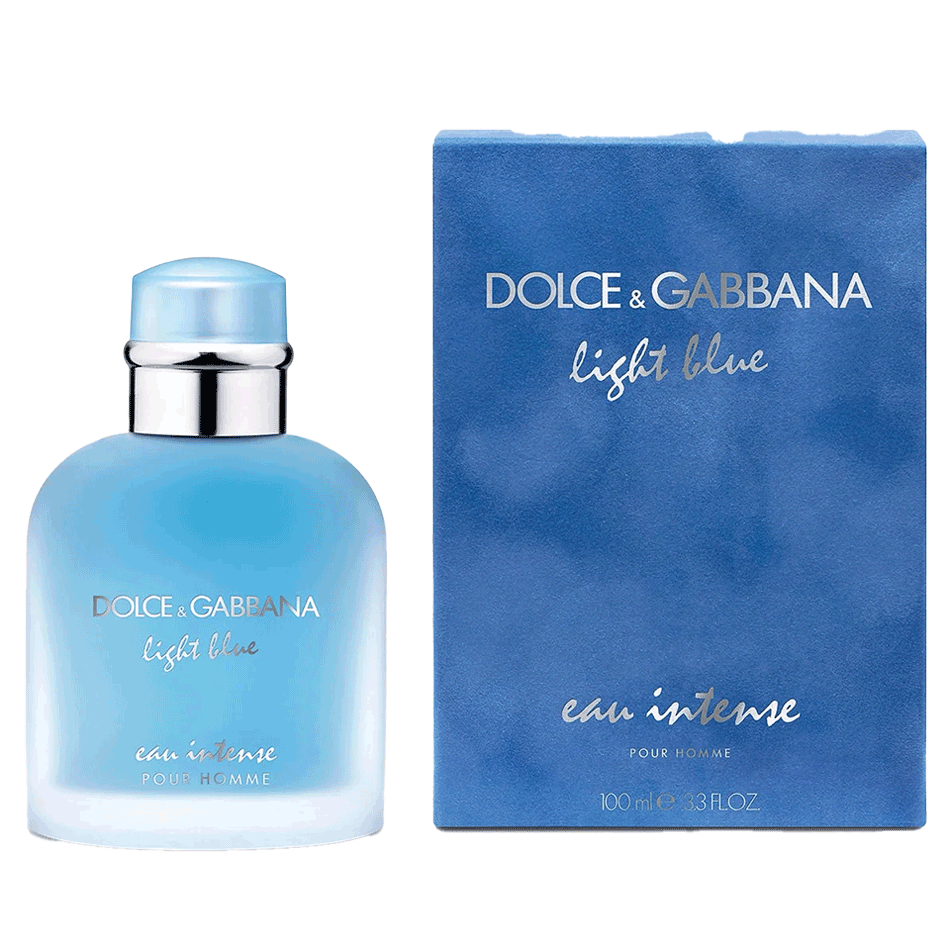 DOLCE & GABBANA
light blue
eau intense
POUR HOMME
DOLCE & GABBANA
light blue
eau intense
POUR HOMME
100 ml ℮ 3.3 FL.OZ.